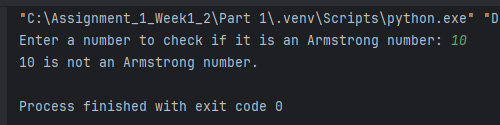 "C:\Assignment_1_Week1_2\Part 1\.venv\Scripts\python.exe" "D
Enter a number to check if it is an Armstrong number: 10
10 is not an Armstrong number.
Process finished with exit code 0